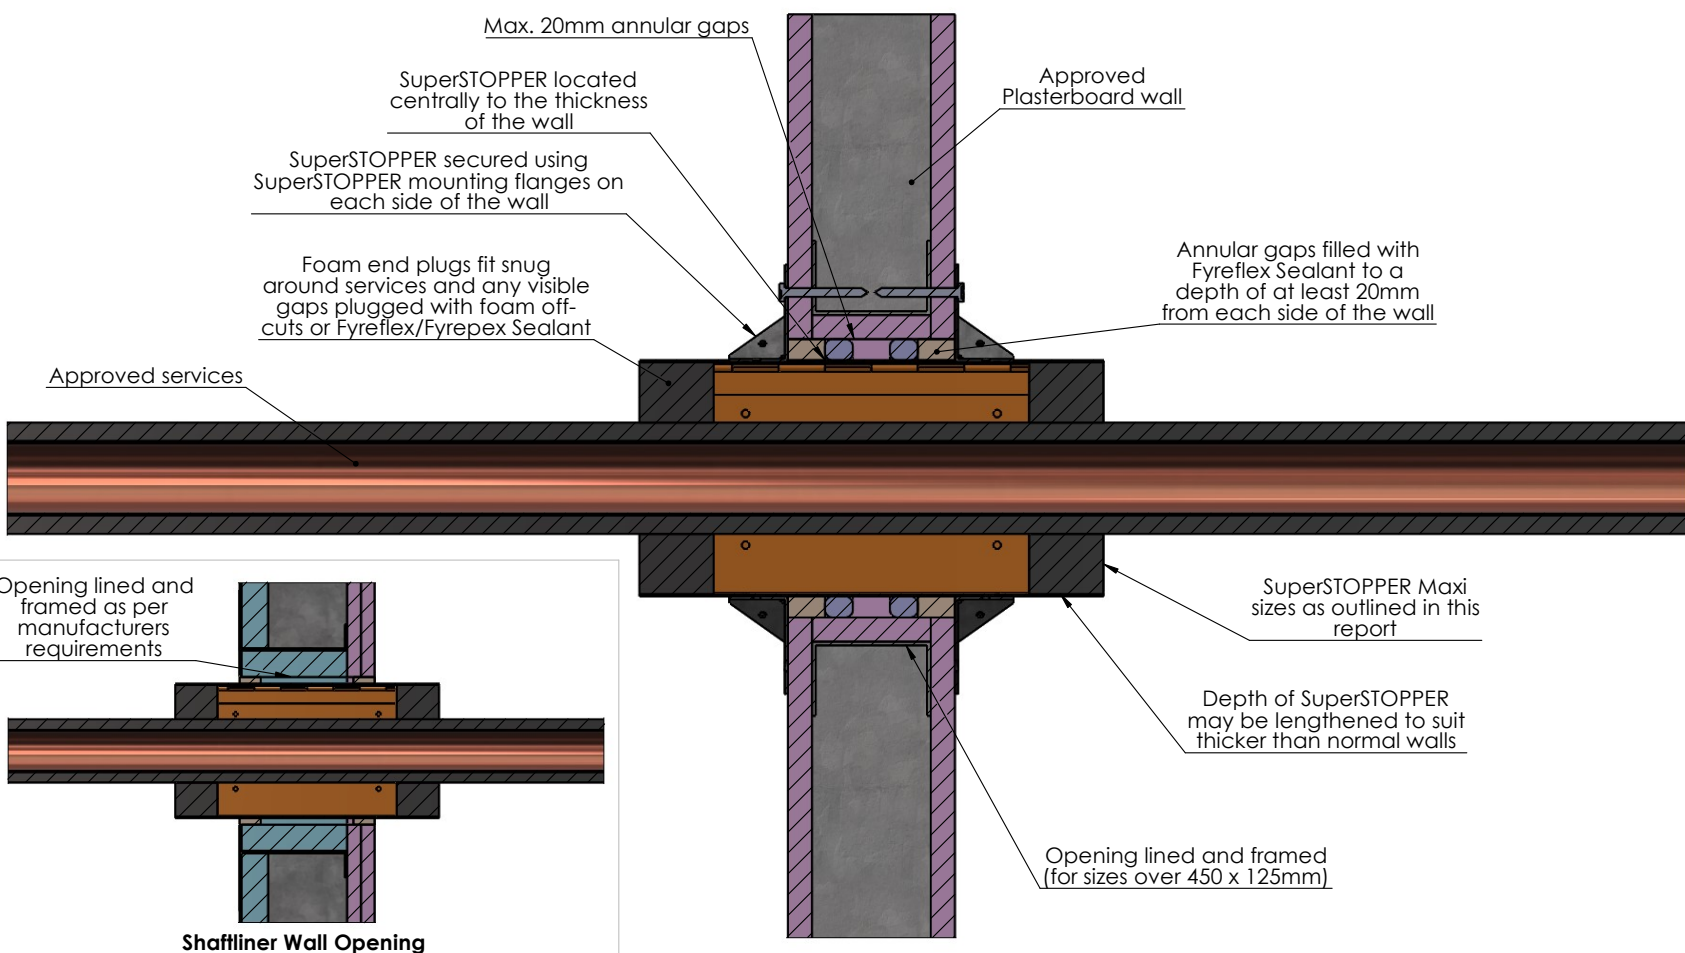 Max. 20mm annular gaps
SuperSTOPPER located
centrally to the thickness
of the wall
SuperSTOPPER secured using
SuperSTOPPER mounting flanges on
each side of the wall
Foam end plugs fit snug
around services and any visible
gaps plugged with foam off-
cuts or Fyreflex/Fyrepex Sealant
Approved services
Approved
Plasterboard wall
Annular gaps filled with
Fyreflex Sealant to a
depth of at least 20mm
from each side of the wall
SuperSTOPPER Maxi
sizes as outlined in this
report
Depth of SuperSTOPPER
may be lengthened to suit
thicker than normal walls
Opening lined and framed
(for sizes over 450 x 125mm)
Opening lined and
framed as per
manufacturers
requirements
Shaftliner Wall Opening